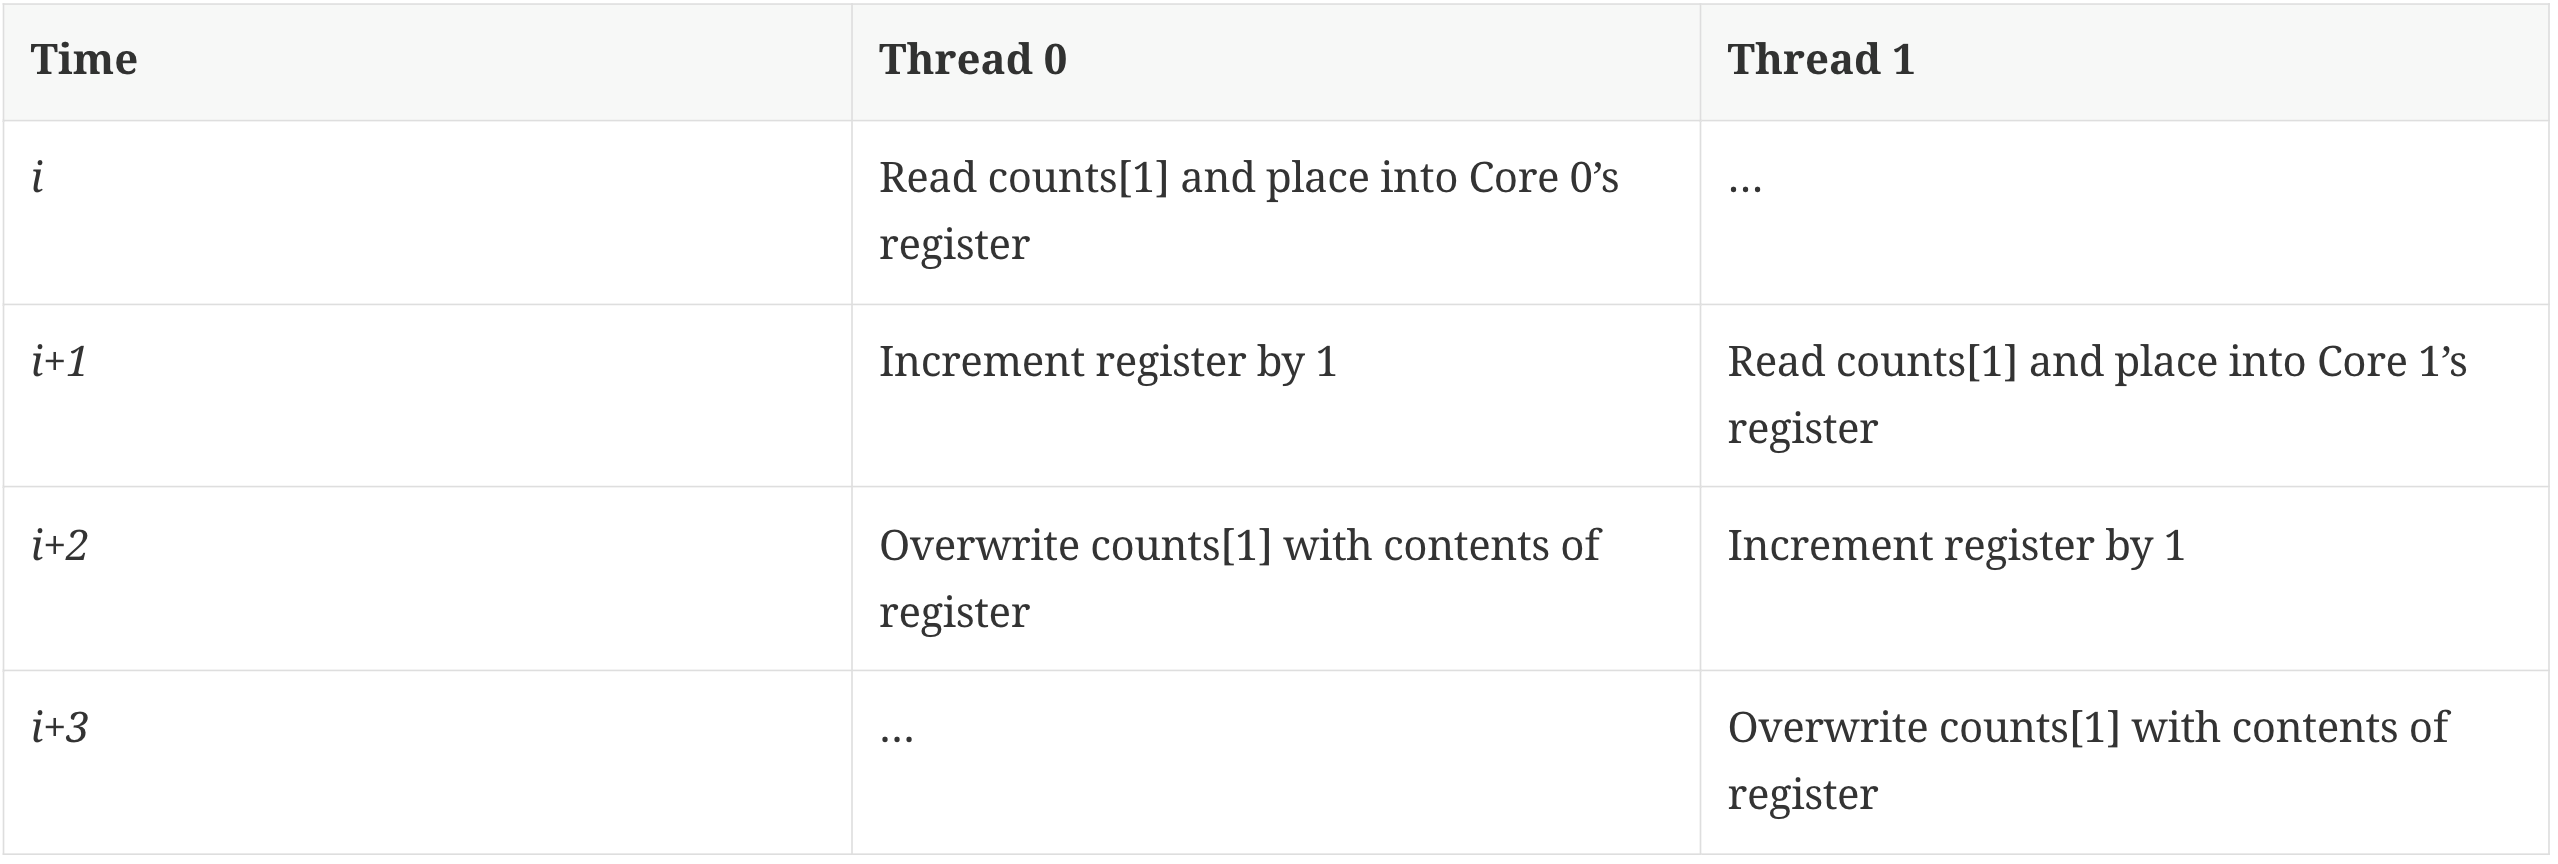 Time Thread 0 Thread 1
i Read counts[1] and place into Core 0’s …
register
i+1 Increment register by 1 Read counts[1] and place into Core 1’s
register
i+2 Overwrite counts[1] with contents of Increment register by 1
register
i+3 … Overwrite counts[1] with contents of
register